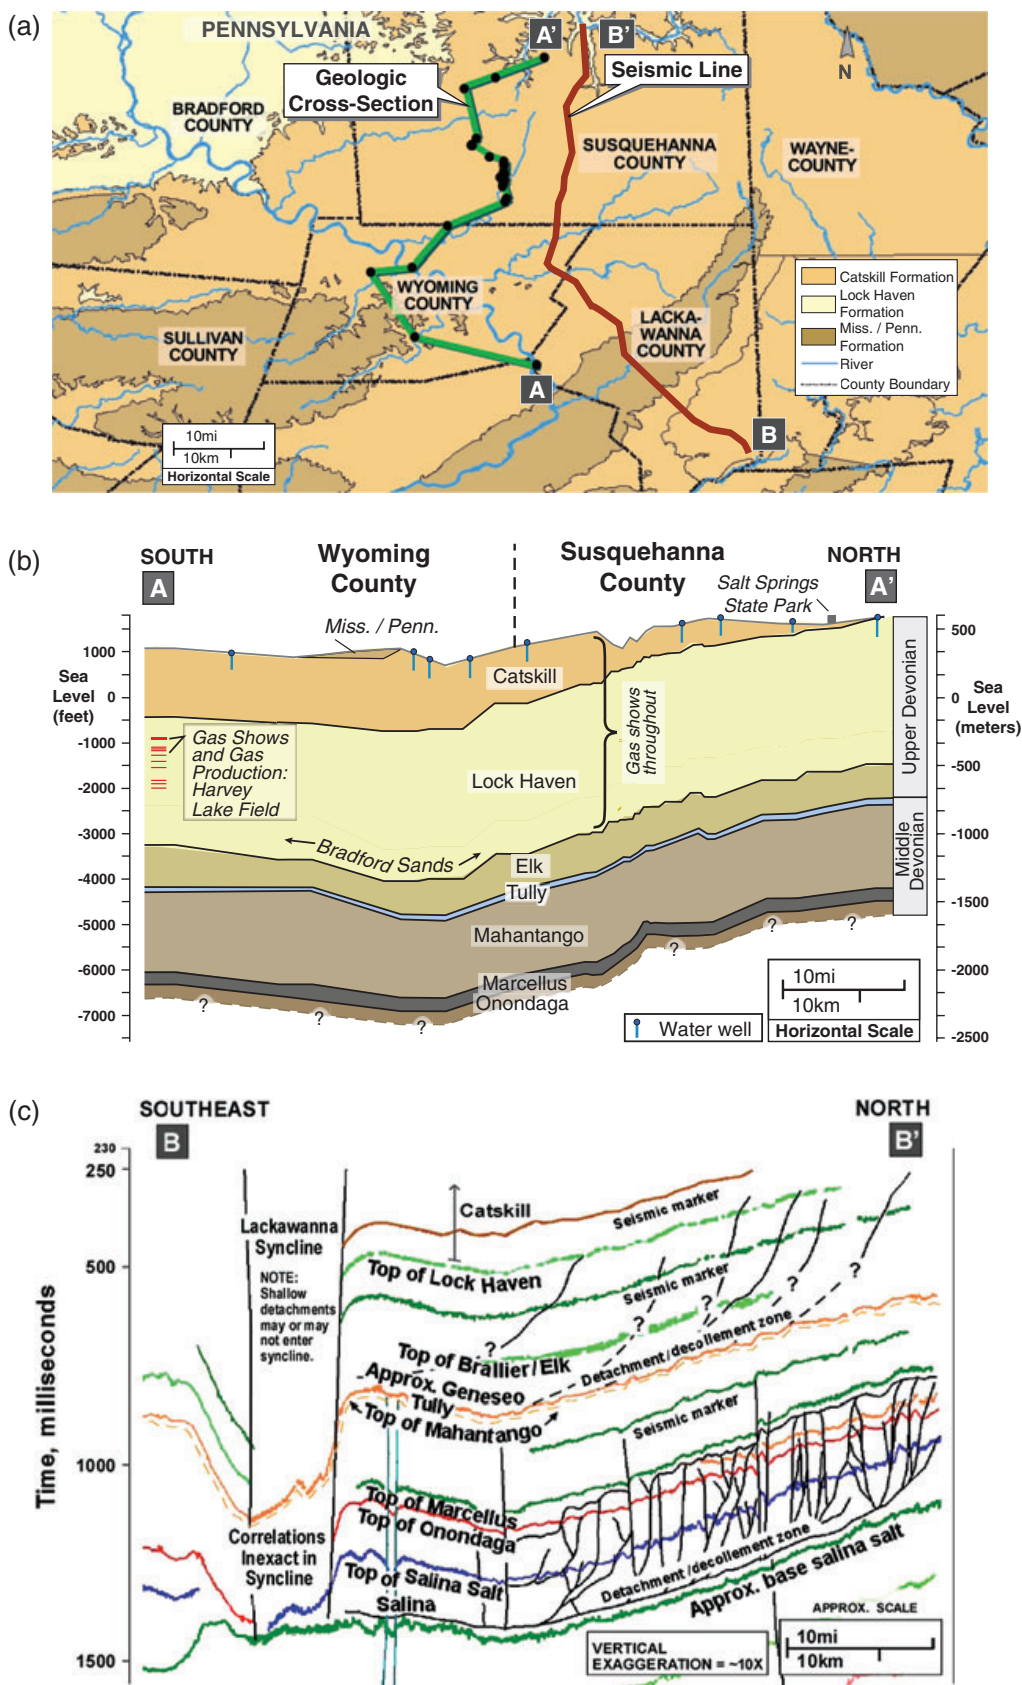 (a)
PENNSYLVANIA
A'
B'
Geologic
Cross-Section
Seismic Line
N
BRADFORD
COUNTY
SUSQUEHANNA
COUNTY
WAYNE-
COUNTY
WYOMING
COUNTY
SULLIVAN
COUNTY
LACKA-
WANNA
COUNTY
A
B
Catskill Formation
Lock Haven
Formation
Miss. / Penn.
Formation
River
County Boundary
10mi
10km
Horizontal Scale
(b)
SOUTH
A
Wyoming
County
Susquehanna
County
NORTH
A'
Salt Springs
State Park
Miss. / Penn.
1000
Sea
Level
(feet)
0
-1000
-2000
-3000
-4000
-5000
-6000
-7000
500
0
Sea
Level
(meters)
-500
-1000
-1500
-2000
-2500
Upper Devonian
Middle
Devonian
Catskill
Gas shows
throughout
Gas Shows
and Gas
Production:
Harvey
Lake Field
Lock Haven
Bradford Sands
Elk
Tully
Mahantango
Marcellus
Onondaga
? ? ? ? ? ?
Water well
10mi
10km
Horizontal Scale
(c)
SOUTHEAST
B
NORTH
B'
Time, milliseconds
230
250
500
1000
1500
Lackawanna
Syncline
NOTE:
Shallow
detachments
may or may
not enter
syncline.
Catskill
Seismic marker
Top of Lock Haven
Seismic marker
? ? ? ? ?
Top of Brallier/Elk
Detachment/decollement zone
Approx. Geneseo
Tully
Top of Mahantango
Seismic marker
Top of Marcellus
Top of Onondaga
Correlations
Inexact in
Syncline
Top of Salina Salt
Salina
Detachment/decollement zone
Approx. base salina salt
VERTICAL
EXAGGERATION = ~10X
APPROX. SCALE
10mi
10km